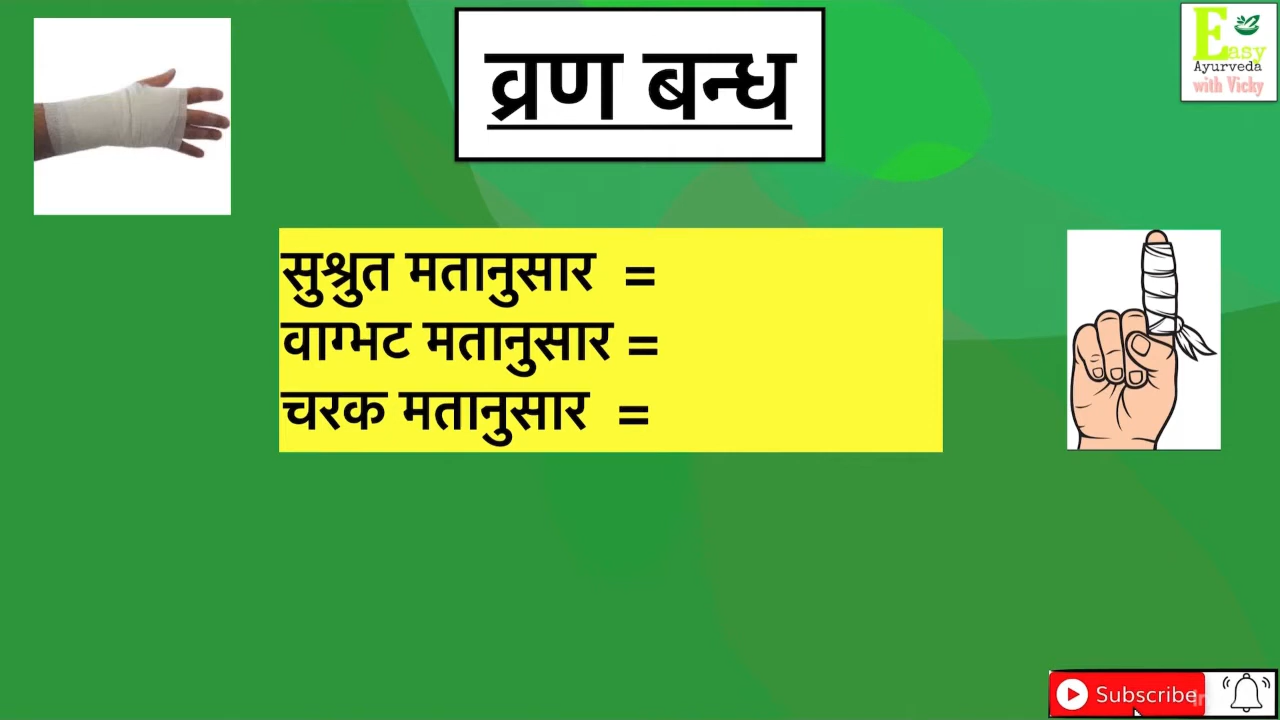 व्रण बन्ध
Easy
Ayurveda
with Vicky
सुश्रुत मतानुसार =
वाग्भट मतानुसार =
चरक मतानुसार =
Subscribe